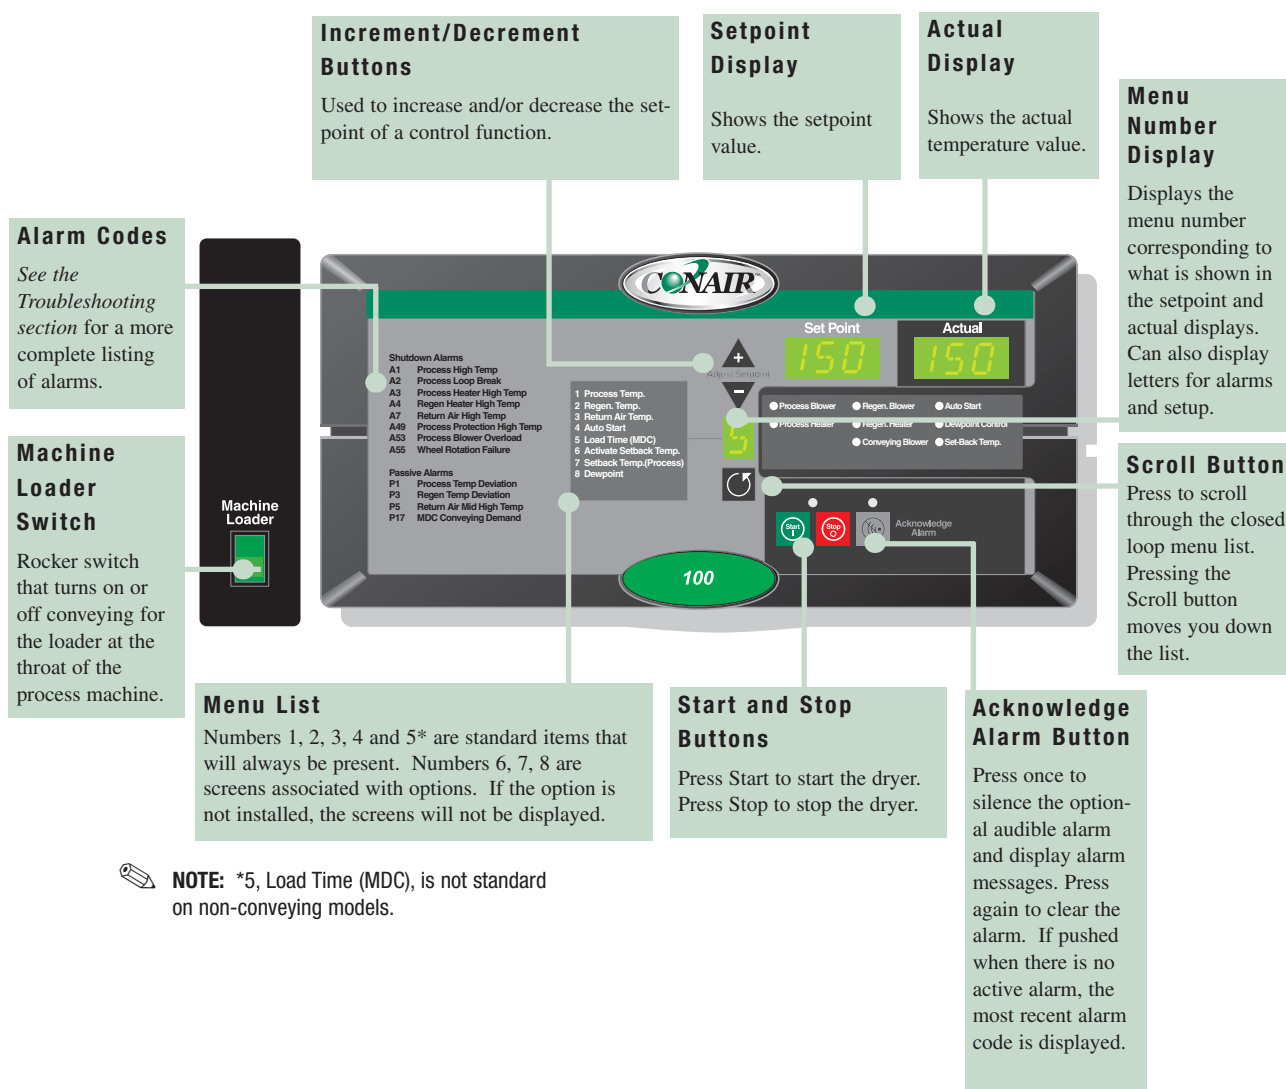 Increment/Decrement
Buttons
Used to increase and/or decrease the set-
point of a control function.
Setpoint
Display
Shows the setpoint
value.
Actual
Display
Shows the actual
temperature value.
Menu
Number
Display
Displays the
menu number
corresponding to
what is shown in
the setpoint and
actual displays.
Can also display
letters for alarms
and setup.
Alarm Codes
See the
Troubleshooting
section for a more
complete listing
of alarms.
Machine
Loader
Switch
Rocker switch
that turns on or
off conveying for
the loader at the
throat of the
process machine.
Machine
Loader
CONAIR™
Shutdown Alarms
A1 Process High Temp
A2 Process Loop Break
A3 Process Heater High Temp
A4 Regen Heater High Temp
A7 Return Air High Temp
A49 Process Protection High Temp
A53 Process Blower Overload
A55 Wheel Rotation Failure
Passive Alarms
P1 Process Temp Deviation
P3 Regen Temp Deviation
P5 Return Air Mid High Temp
P17 MDC Conveying Demand
1 Process Temp.
2 Regen. Temp.
3 Return Air Temp.
4 Auto Start
5 Load Time (MDC)
6 Activate Setback Temp.
7 Setback Temp.(Process)
8 Dewpoint
+
Adjust Setpoint
−
5
Set Point
150
Actual
150
Process Blower Regen. Blower Auto Start
Process Heater Regen. Heater Dewpoint Control
Conveying Blower Set-Back Temp.
Start
I
Stop
O
Acknowledge
Alarm
100
Scroll Button
Press to scroll
through the closed
loop menu list.
Pressing the
Scroll button
moves you down
the list.
Menu List
Numbers 1, 2, 3, 4 and 5* are standard items that
will always be present. Numbers 6, 7, 8 are
screens associated with options. If the option is
not installed, the screens will not be displayed.
Start and Stop
Buttons
Press Start to start the dryer.
Press Stop to stop the dryer.
Acknowledge
Alarm Button
Press once to
silence the option-
al audible alarm
and display alarm
messages. Press
again to clear the
alarm. If pushed
when there is no
active alarm, the
most recent alarm
code is displayed.
NOTE: *5, Load Time (MDC), is not standard
on non-conveying models.